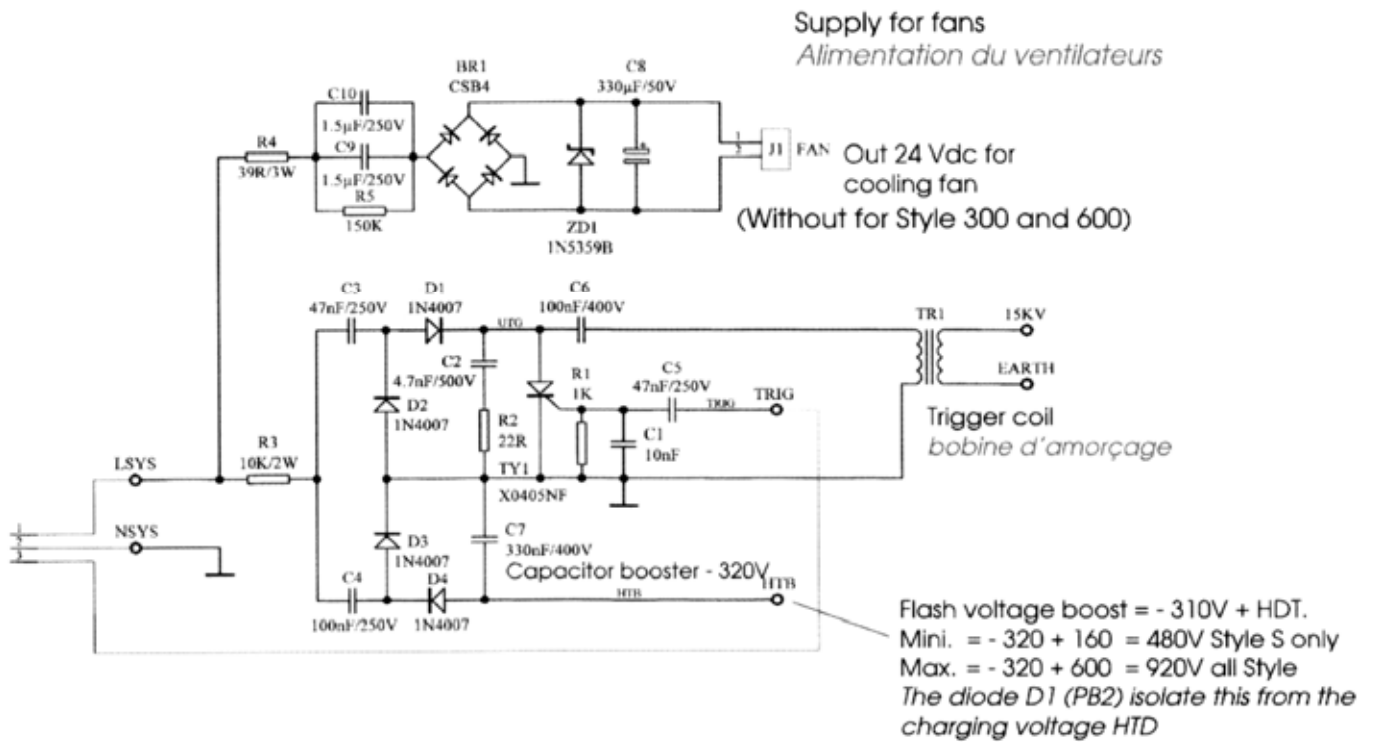 Supply for fans
Alimentation du ventilateurs
BR1
CSB4
C8
330µF/50V
C10
1.5µF/250V
R4
39R/3W
C9
1.5µF/250V
R5
150K
1
2
J1
FAN
Out 24 Vdc for
cooling fan
(Without for Style 300 and 600)
ZD1
1N5359B
C3
47nF/250V
D1
1N4007
UTG
C6
100nF/400V
TR1
15KV
EARTH
C2
4.7nF/500V
R1
1K
C5
47nF/250V
TRIG
TRIG
D2
1N4007
R2
22R
C1
10nF
Trigger coil
bobine d'amorçage
R3
10K/2W
LSYS
TY1
X0405NF
NSYS
D3
1N4007
C7
330nF/400V
C4
100nF/250V
D4
1N4007
Capacitor booster - 320V
HTB
HTB
Flash voltage boost = - 310V + HDT.
Mini. = - 320 + 160 = 480V Style S only
Max. = - 320 + 600 = 920V all Style
The diode D1 (PB2) isolate this from the
charging voltage HTD